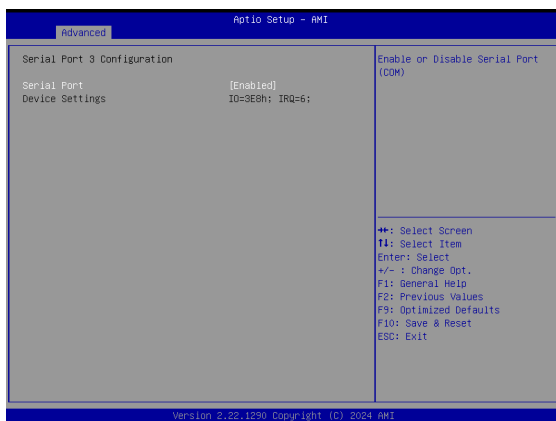 Aptio Setup - AMI
Advanced
Serial Port 3 Configuration
Serial Port [Enabled]
Device Settings IO=3E8h; IRQ=6;
Enable or Disable Serial Port
(COM)
→←: Select Screen
↑↓: Select Item
Enter: Select
+/- : Change Opt.
F1: General Help
F2: Previous Values
F9: Optimized Defaults
F10: Save & Reset
ESC: Exit
Version 2.22.1290 Copyright (C) 2024 AMI